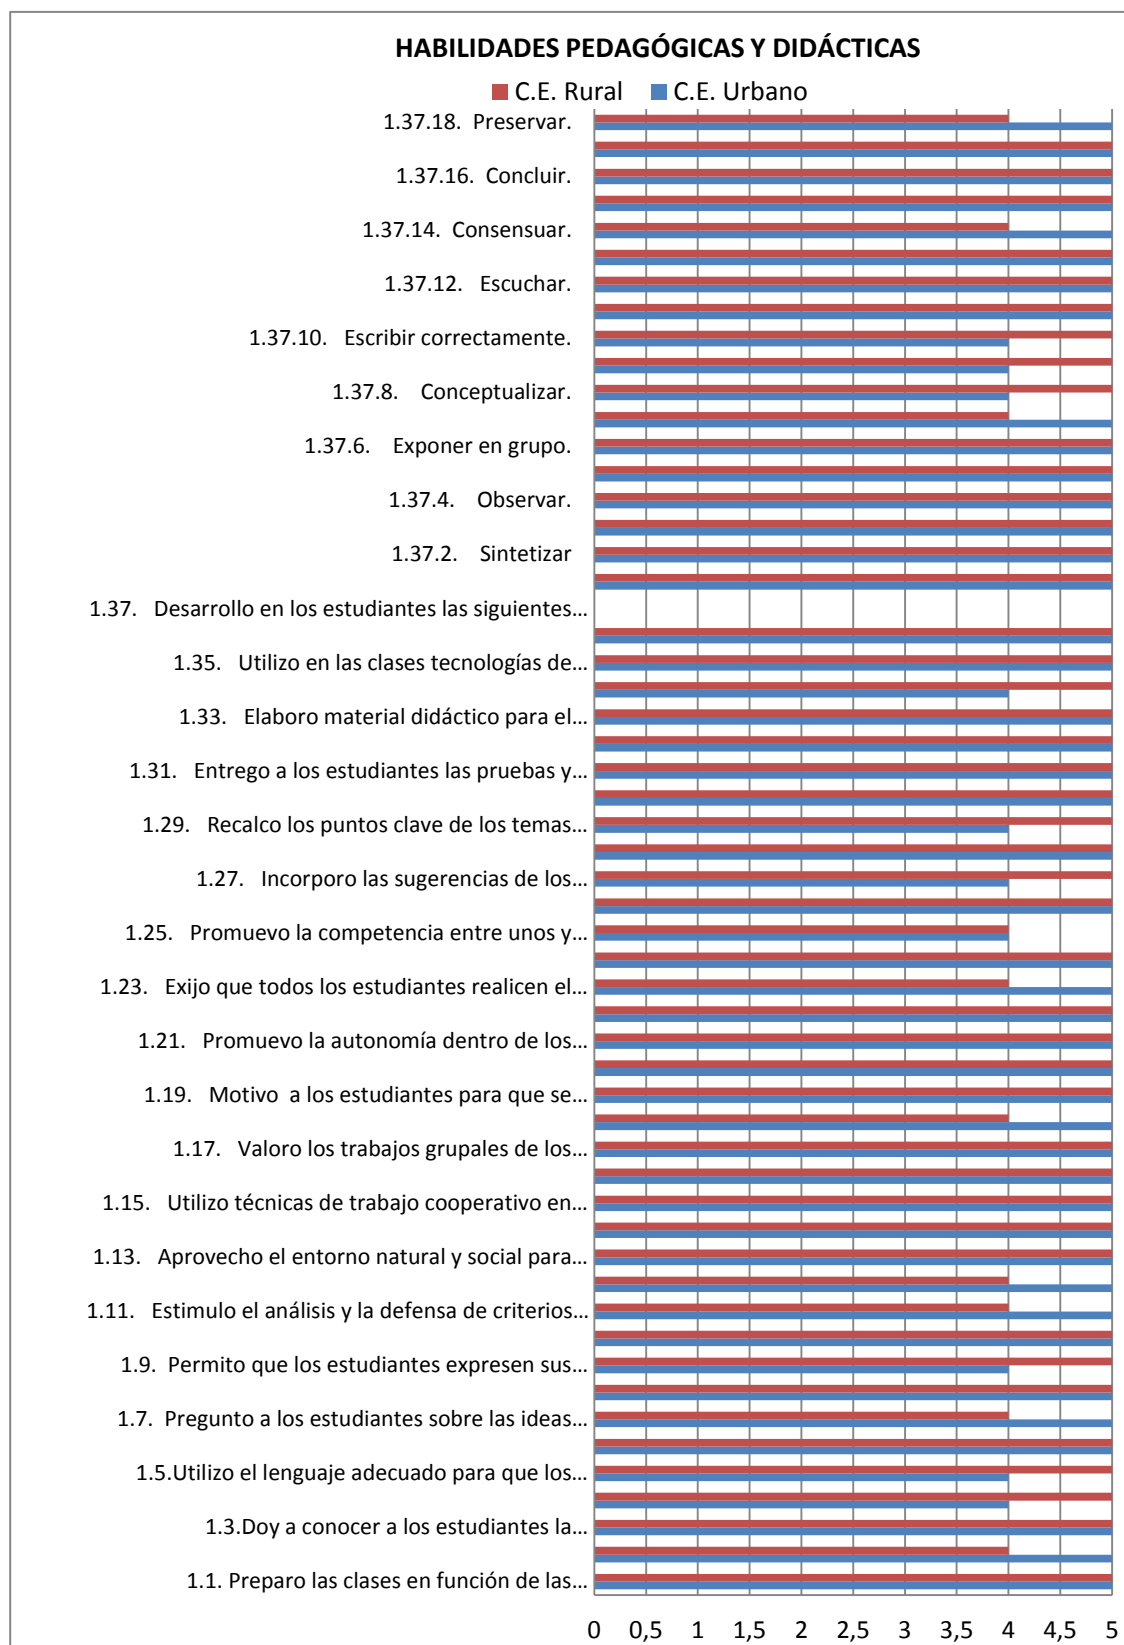 HABILIDADES PEDAGÓGICAS Y DIDÁCTICAS
C.E. Rural C.E. Urbano
1.37.18. Preservar.
1.37.16. Concluir.
1.37.14. Consensuar.
1.37.12. Escuchar.
1.37.10. Escribir correctamente.
1.37.8. Conceptualizar.
1.37.6. Exponer en grupo.
1.37.4. Observar.
1.37.2. Sintetizar
1.37. Desarrollo en los estudiantes las siguientes…
1.35. Utilizo en las clases tecnologías de…
1.33. Elaboro material didáctico para el…
1.31. Entrego a los estudiantes las pruebas y…
1.29. Recalco los puntos clave de los temas…
1.27. Incorporo las sugerencias de los…
1.25. Promuevo la competencia entre unos y…
1.23. Exijo que todos los estudiantes realicen el…
1.21. Promuevo la autonomía dentro de los…
1.19. Motivo a los estudiantes para que se…
1.17. Valoro los trabajos grupales de los…
1.15. Utilizo técnicas de trabajo cooperativo en…
1.13. Aprovecho el entorno natural y social para…
1.11. Estimulo el análisis y la defensa de criterios…
1.9. Permito que los estudiantes expresen sus…
1.7. Pregunto a los estudiantes sobre las ideas…
1.5.Utilizo el lenguaje adecuado para que los…
1.3.Doy a conocer a los estudiantes la…
1.1. Preparo las clases en función de las…
0 0,5 1 1,5 2 2,5 3 3,5 4 4,5 5